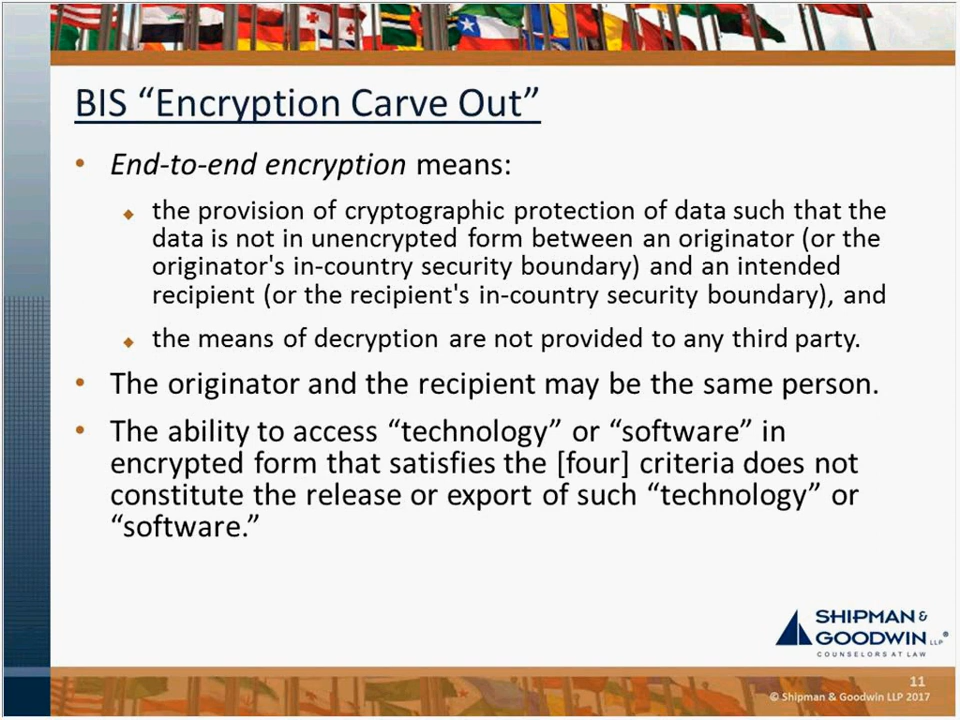 BIS “Encryption Carve Out”
• End-to-end encryption means:
◆ the provision of cryptographic protection of data such that the
data is not in unencrypted form between an originator (or the
originator's in-country security boundary) and an intended
recipient (or the recipient's in-country security boundary), and
◆ the means of decryption are not provided to any third party.
• The originator and the recipient may be the same person.
• The ability to access “technology” or “software” in
encrypted form that satisfies the [four] criteria does not
constitute the release or export of such “technology” or
“software.”
SHIPMAN &
GOODWIN LLP®
COUNSELORS AT LAW
11
© Shipman & Goodwin LLP 2017